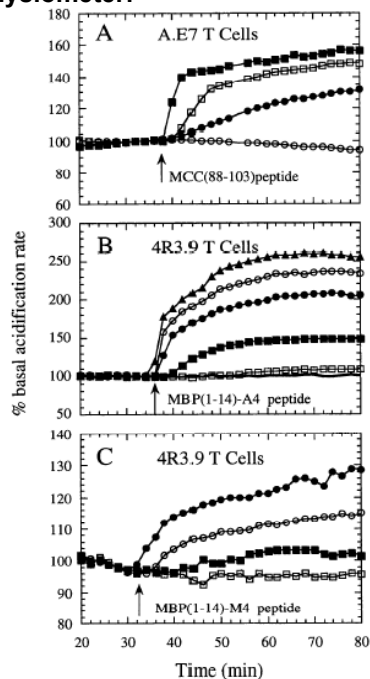 A
A.E7 T Cells
180
160
140
120
100
80
60
MCC(88-103)peptide
B
4R3.9 T Cells
300
250
200
150
100
50
MBP(1-14)-A4 peptide
% basal acidification rate
C
4R3.9 T Cells
140
130
120
110
100
90
80
MBP(1-14)-M4 peptide
20 30 40 50 60 70 80
Time (min)